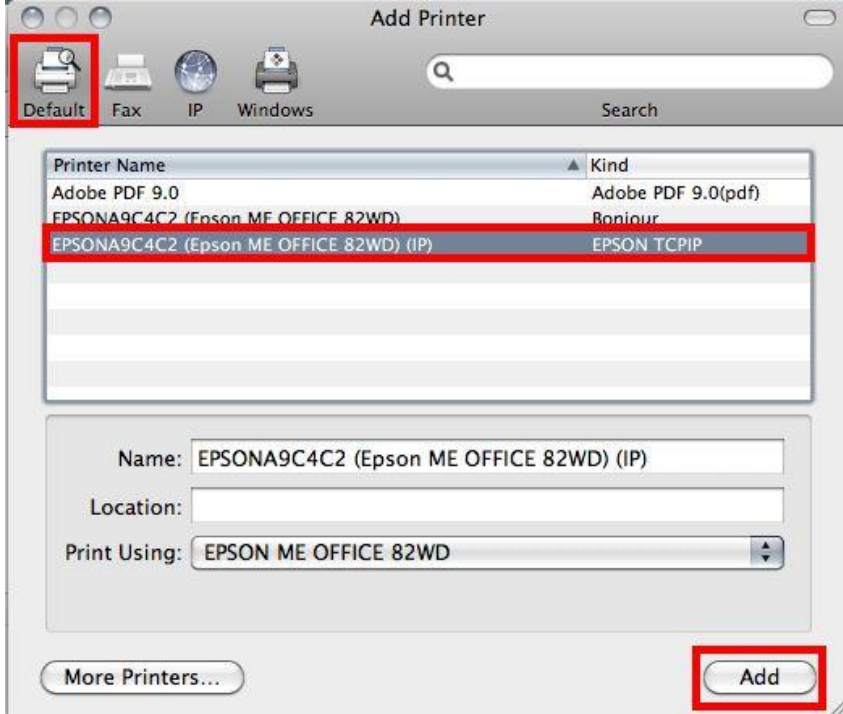 Add Printer
Default Fax IP Windows Search
Printer Name Kind
Adobe PDF 9.0 Adobe PDF 9.0(pdf)
EPSONA9C4C2 (Epson ME OFFICE 82WD) Bonjour
EPSONA9C4C2 (Epson ME OFFICE 82WD) (IP) EPSON TCPIP
Name: EPSONA9C4C2 (Epson ME OFFICE 82WD) (IP)
Location:
Print Using: EPSON ME OFFICE 82WD
More Printers... Add